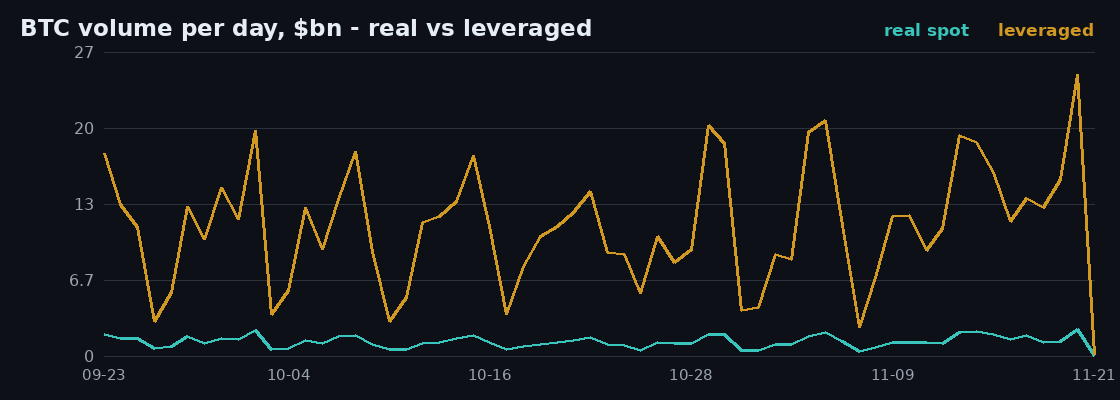 BTC volume per day, $bn - real vs leveraged
real spot leveraged
27
20
13
6.7
0
09-23 10-04 10-16 10-28 11-09 11-21